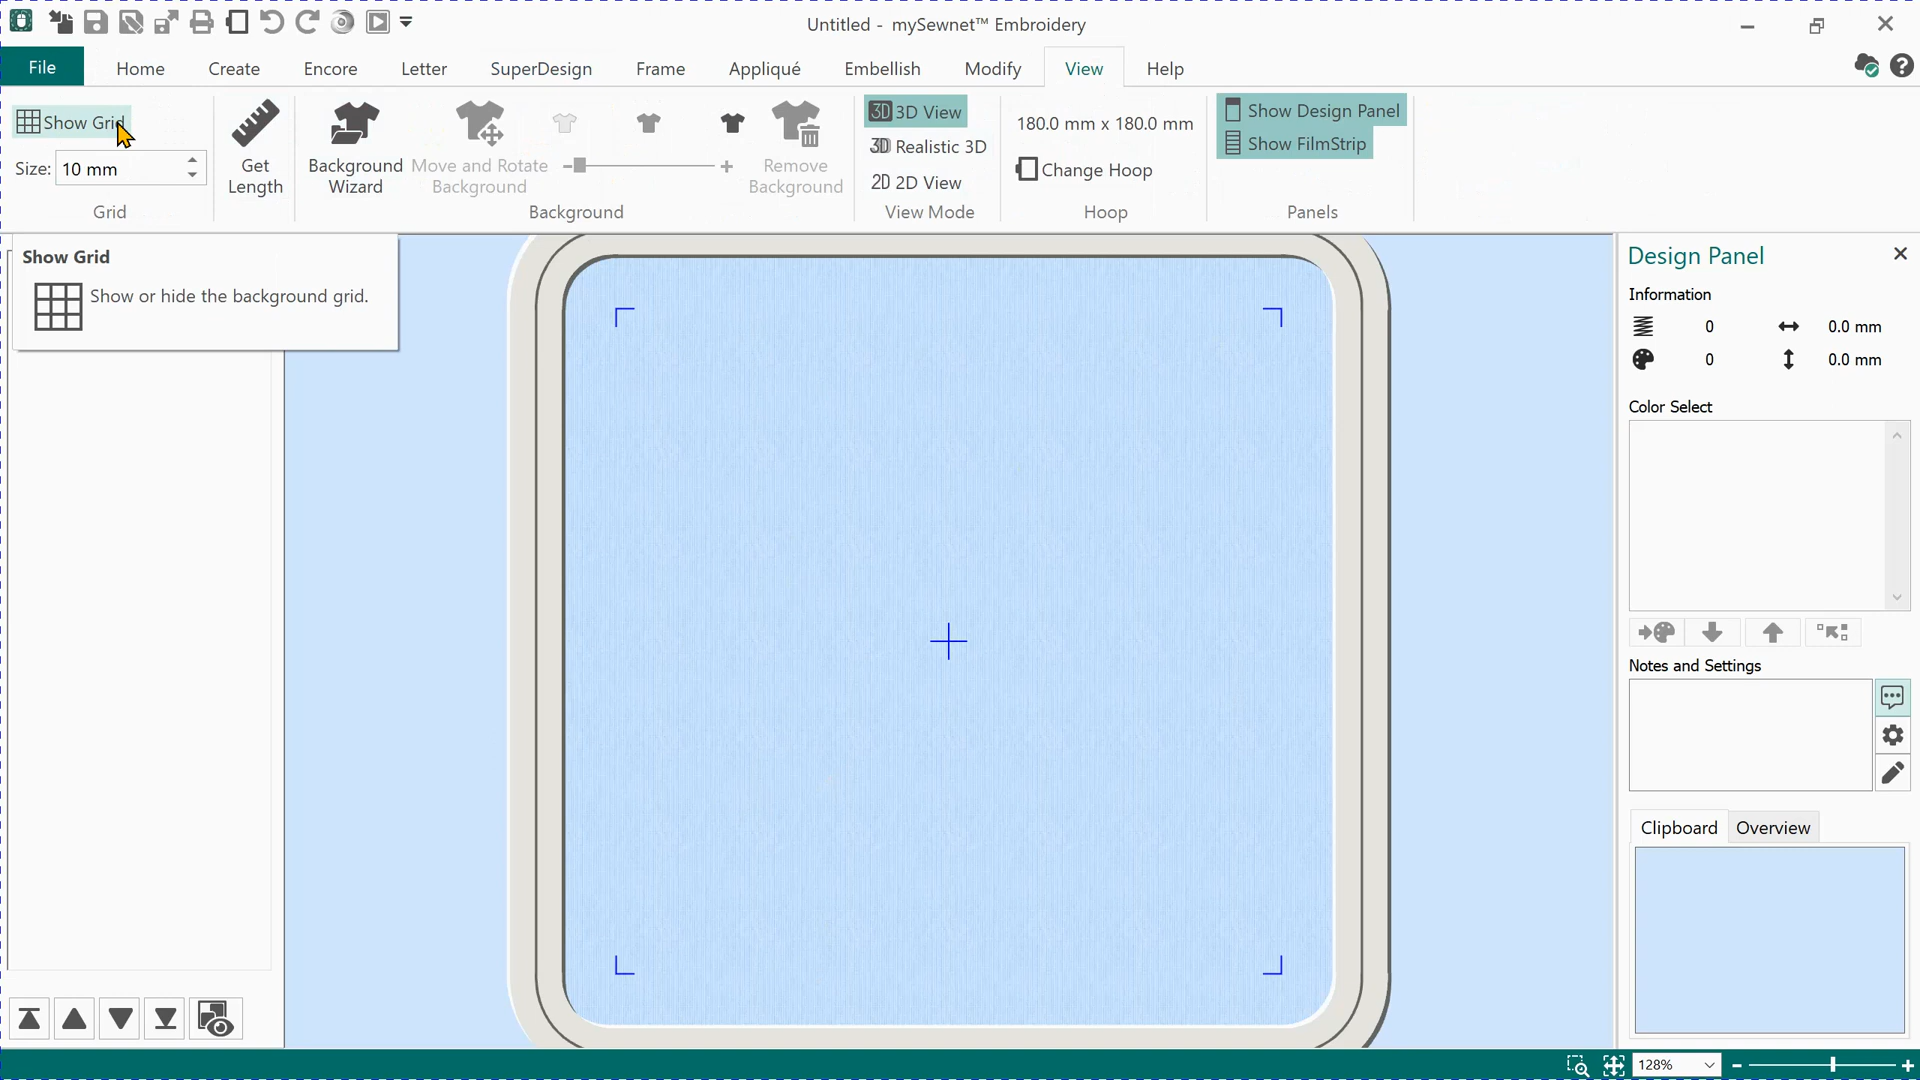 Untitled - mySewnet™ Embroidery
File Home Create Encore Letter SuperDesign Frame Appliqué Embellish Modify View Help
Show Grid
Size: 10 mm
Grid
Get
Length
Background
Wizard
Move and Rotate
Background
Remove
Background
Background
3D 3D View
3D Realistic 3D
2D 2D View
View Mode
180.0 mm x 180.0 mm
Change Hoop
Hoop
Show Design Panel
Show FilmStrip
Panels
Show Grid
Show or hide the background grid.
Design Panel
Information
0 0.0 mm
0 0.0 mm
Color Select
Notes and Settings
Clipboard Overview
128%